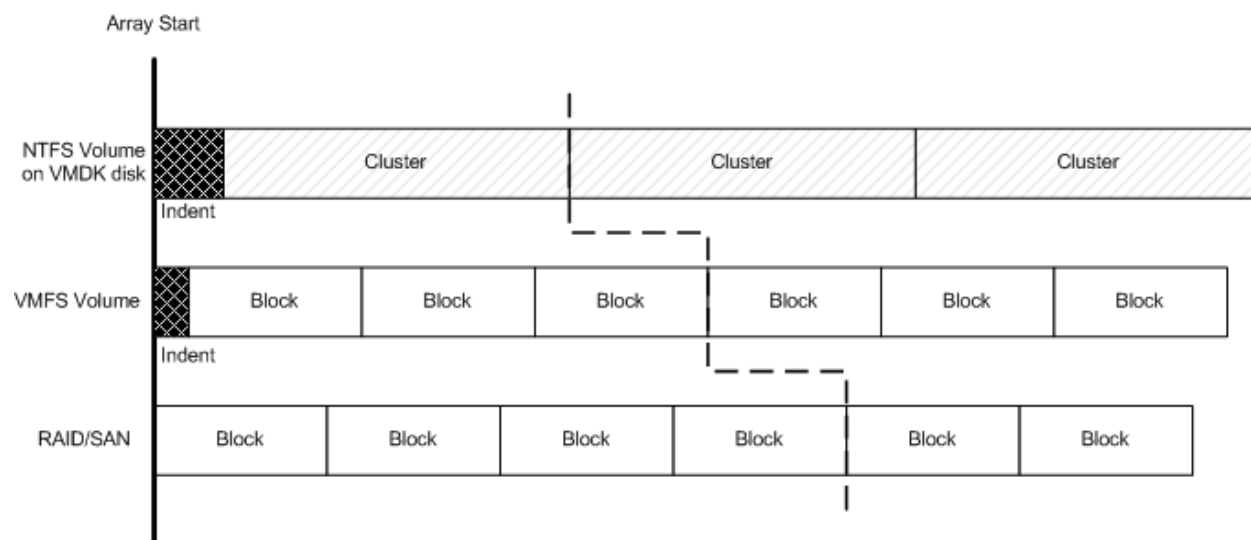 Array Start
NTFS Volume
on VMDK disk
Cluster
Cluster
Cluster
Indent
VMFS Volume
Block
Block
Block
Block
Block
Block
Indent
RAID/SAN
Block
Block
Block
Block
Block
Block